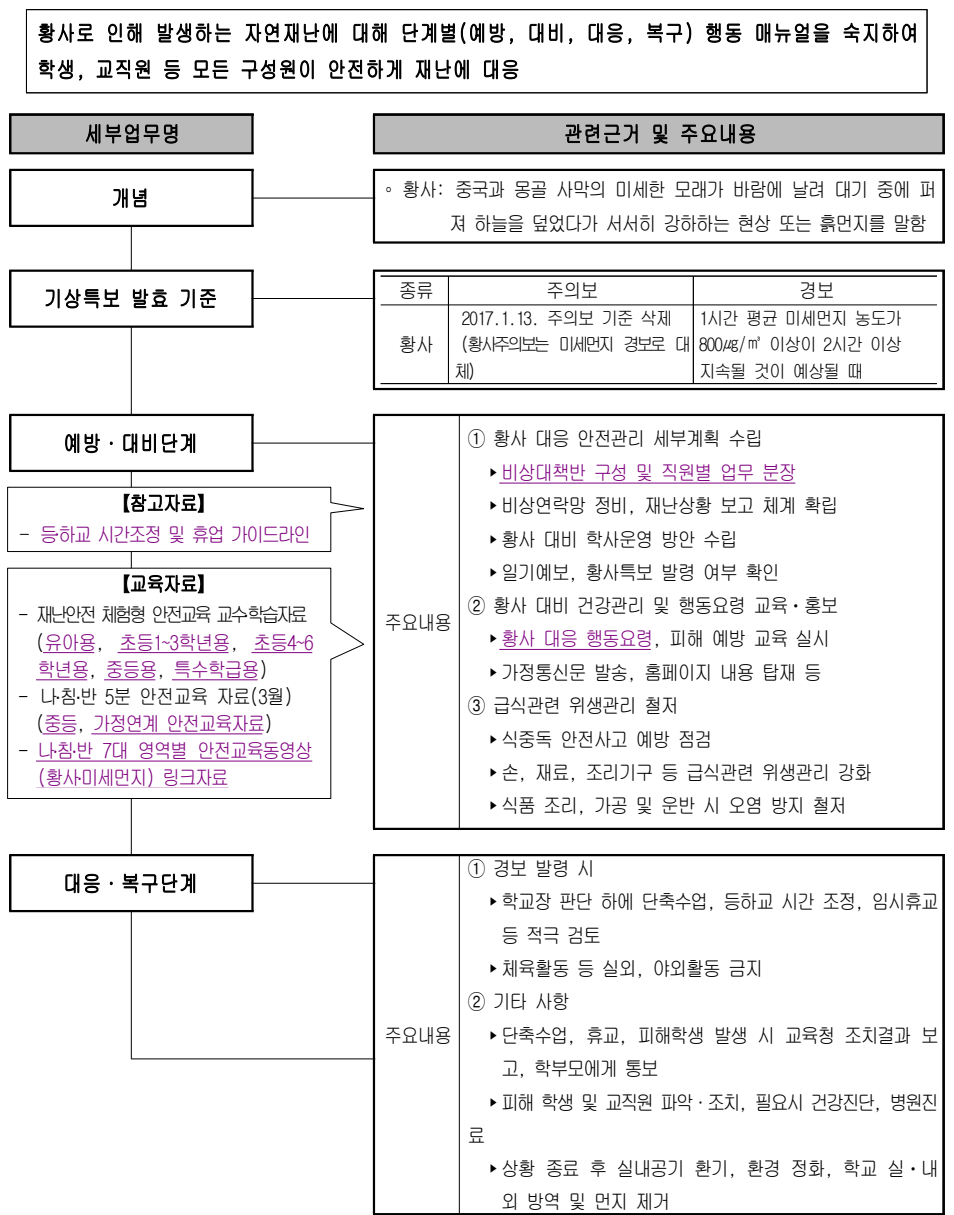 황사로 인해 발생하는 자연재난에 대해 단계별(예방, 대비, 대응, 복구) 행동 매뉴얼을 숙지하여
학생, 교직원 등 모든 구성원이 안전하게 재난에 대응
세부업무명
관련근거 및 주요내용
개념
◦ 황사: 중국과 몽골 사막의 미세한 모래가 바람에 날려 대기 중에 퍼
져 하늘을 덮었다가 서서히 강하하는 현상 또는 흙먼지를 말함
기상특보 발효 기준
종류 주의보 경보
황사
2017.1.13. 주의보 기준 삭제
(황사주의보는 미세먼지 경보로 대
체)
1시간 평균 미세먼지 농도가
800㎍/㎥ 이상이 2시간 이상
지속될 것이 예상될 때
예방·대비단계
【참고자료】
- 등하교 시간조정 및 휴업 가이드라인
【교육자료】
- 재난안전 체험형 안전교육 교수학습자료
(유아용, 초등1~3학년용, 초등4~6
학년용, 중등용, 특수학급용)
- 나·침·반 5분 안전교육 자료(3월)
(중등, 가정연계 안전교육자료)
- 나·침·반 7대 영역별 안전교육동영상
(황사·미세먼지) 링크자료
주요내용
① 황사 대응 안전관리 세부계획 수립
▸비상대책반 구성 및 직원별 업무 분장
▸비상연락망 정비, 재난상황 보고 체계 확립
▸황사 대비 학사운영 방안 수립
▸일기예보, 황사특보 발령 여부 확인
② 황사 대비 건강관리 및 행동요령 교육·홍보
▸황사 대응 행동요령, 피해 예방 교육 실시
▸가정통신문 발송, 홈페이지 내용 탑재 등
③ 급식관련 위생관리 철저
▸식중독 안전사고 예방 점검
▸손, 재료, 조리기구 등 급식관련 위생관리 강화
▸식품 조리, 가공 및 운반 시 오염 방지 철저
대응·복구단계
주요내용
① 경보 발령 시
▸학교장 판단 하에 단축수업, 등하교 시간 조정, 임시휴교
등 적극 검토
▸체육활동 등 실외, 야외활동 금지
② 기타 사항
▸단축수업, 휴교, 피해학생 발생 시 교육청 조치결과 보
고, 학부모에게 통보
▸피해 학생 및 교직원 파악·조치, 필요시 건강진단, 병원진
료
▸상황 종료 후 실내공기 환기, 환경 정화, 학교 실·내
외 방역 및 먼지 제거